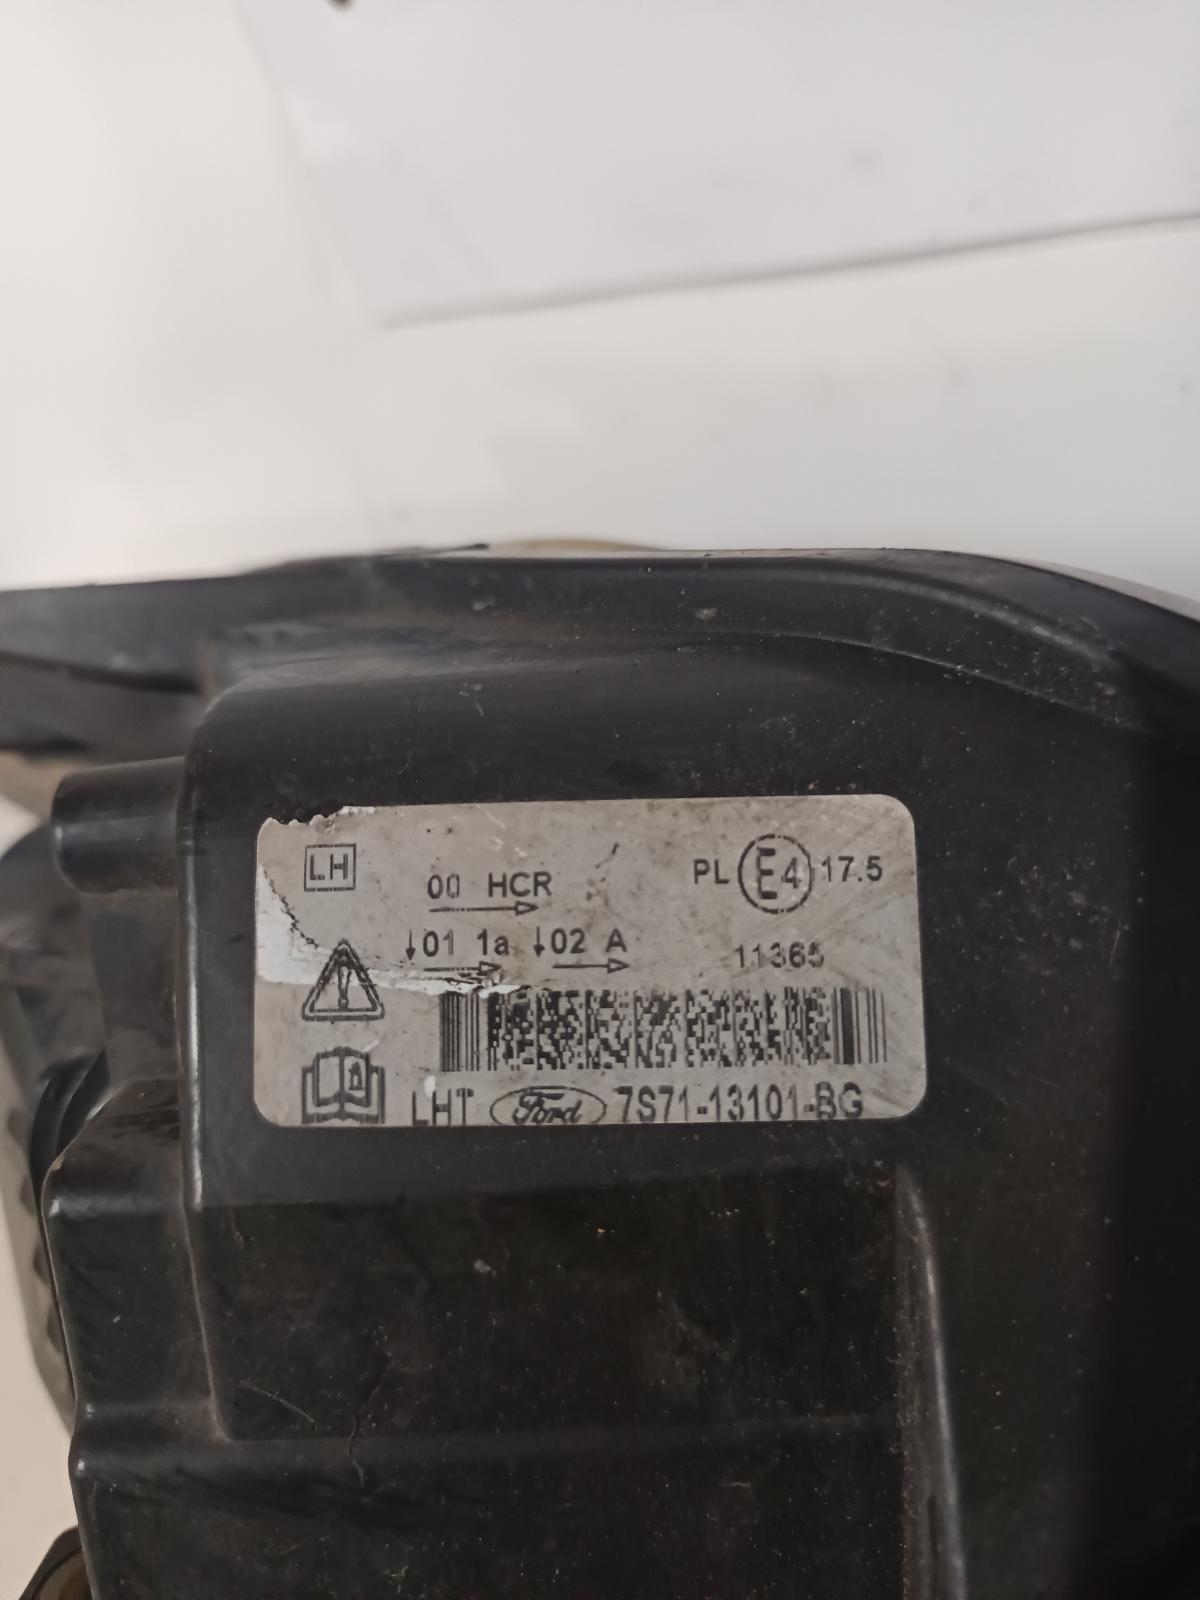 LH 00 HCR PL E4 17.5
↓01 1a ↓02 A 11365
LHT Ford 7S71-13101-BG